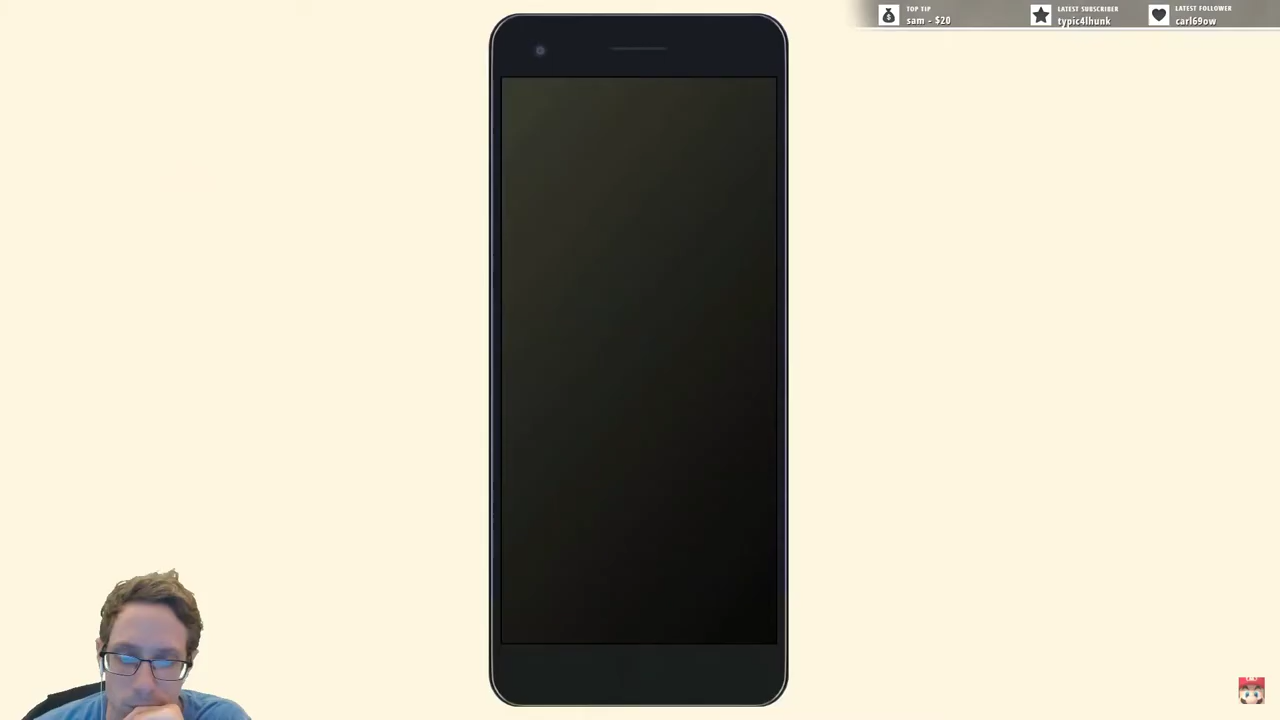 TOP TIP
sam - $20
LATEST SUBSCRIBER
typic4lhunk
LATEST FOLLOWER
carl69ow